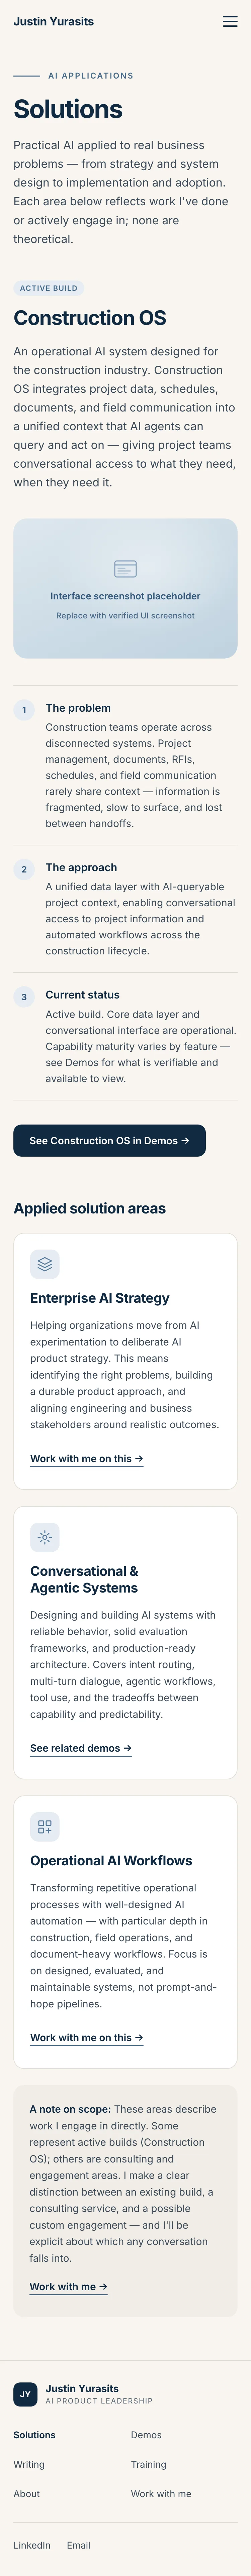 Justin Yurasits
AI APPLICATIONS
Solutions
Practical AI applied to real business
problems — from strategy and system
design to implementation and adoption.
Each area below reflects work I've done
or actively engage in; none are
theoretical.
ACTIVE BUILD
Construction OS
An operational AI system designed for
the construction industry. Construction
OS integrates project data, schedules,
documents, and field communication into
a unified context that AI agents can
query and act on — giving project teams
conversational access to what they need,
when they need it.
Interface screenshot placeholder
Replace with verified UI screenshot
1
The problem
Construction teams operate across
disconnected systems. Project
management, documents, RFIs,
schedules, and field communication
rarely share context — information is
fragmented, slow to surface, and lost
between handoffs.
2
The approach
A unified data layer with AI-queryable
project context, enabling conversational
access to project information and
automated workflows across the
construction lifecycle.
3
Current status
Active build. Core data layer and
conversational interface are operational.
Capability maturity varies by feature —
see Demos for what is verifiable and
available to view.
See Construction OS in Demos →
Applied solution areas
Enterprise AI Strategy
Helping organizations move from AI
experimentation to deliberate AI
product strategy. This means
identifying the right problems, building
a durable product approach, and
aligning engineering and business
stakeholders around realistic outcomes.
Work with me on this →
Conversational &
Agentic Systems
Designing and building AI systems with
reliable behavior, solid evaluation
frameworks, and production-ready
architecture. Covers intent routing,
multi-turn dialogue, agentic workflows,
tool use, and the tradeoffs between
capability and predictability.
See related demos →
Operational AI Workflows
Transforming repetitive operational
processes with well-designed AI
automation — with particular depth in
construction, field operations, and
document-heavy workflows. Focus is
on designed, evaluated, and
maintainable systems, not prompt-and-
hope pipelines.
Work with me on this →
A note on scope: These areas describe
work I engage in directly. Some
represent active builds (Construction
OS); others are consulting and
engagement areas. I make a clear
distinction between an existing build, a
consulting service, and a possible
custom engagement — and I'll be
explicit about which any conversation
falls into.
Work with me →
JY
Justin Yurasits
AI PRODUCT LEADERSHIP
Solutions
Demos
Writing
Training
About
Work with me
LinkedIn
Email